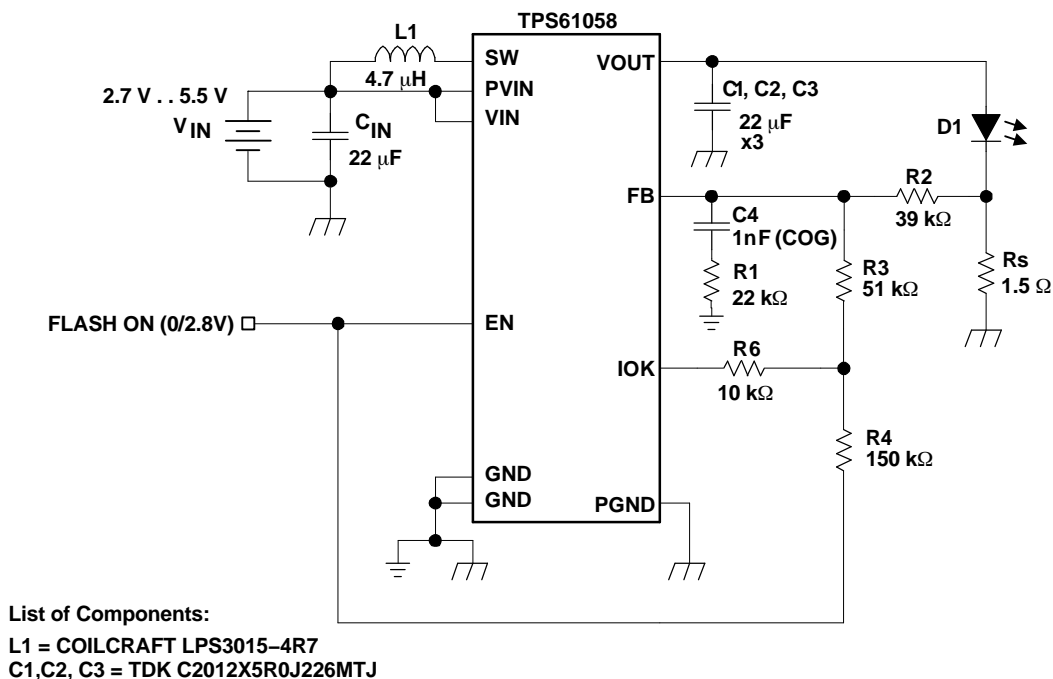 TPS61058
L1
4.7 μH
SW
PVIN
VIN
VOUT
2.7 V . . 5.5 V
V_IN
C_IN
22 μF
C1, C2, C3
22 μF
x3
D1
FB
R2
39 kΩ
C4
1nF (COG)
R1
22 kΩ
R3
51 kΩ
Rs
1.5 Ω
FLASH ON (0/2.8V)
EN
IOK
R6
10 kΩ
R4
150 kΩ
GND
GND
PGND
List of Components:
L1 = COILCRAFT LPS3015−4R7
C1,C2, C3 = TDK C2012X5R0J226MTJ